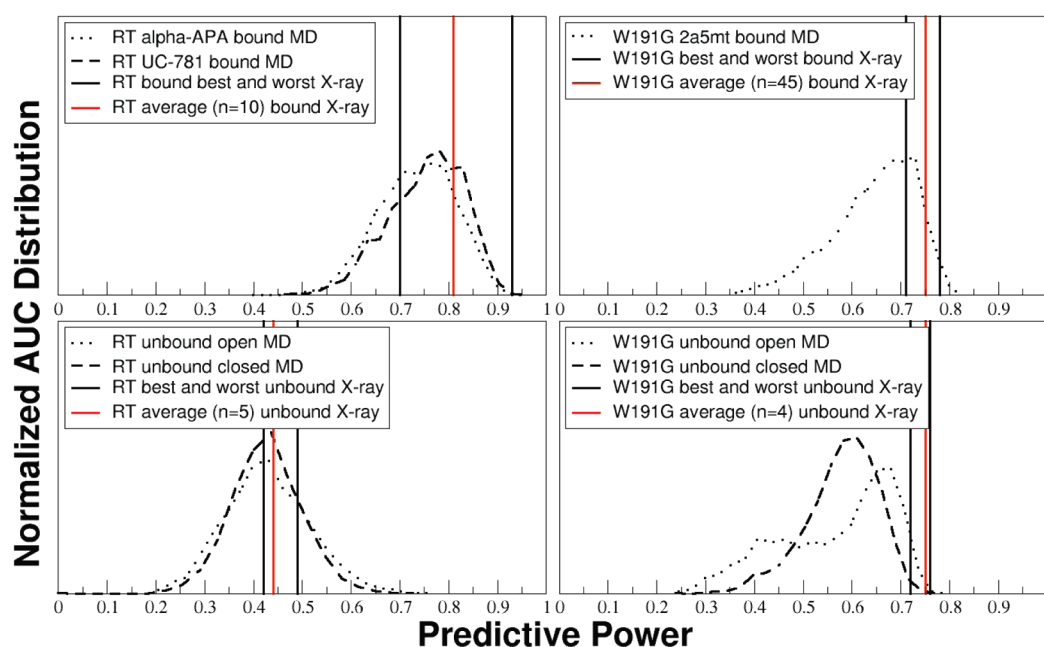 Normalized AUC Distribution
RT alpha-APA bound MD
RT UC-781 bound MD
RT bound best and worst X-ray
RT average (n=10) bound X-ray
0 0.1 0.2 0.3 0.4 0.5 0.6 0.7 0.8 0.9 1
W191G 2a5mt bound MD
W191G best and worst bound X-ray
W191G average (n=45) bound X-ray
0.1 0.2 0.3 0.4 0.5 0.6 0.7 0.8 0.9
RT unbound open MD
RT unbound closed MD
RT best and worst unbound X-ray
RT average (n=5) unbound X-ray
0 0.1 0.2 0.3 0.4 0.5 0.6 0.7 0.8 0.9 1
W191G unbound open MD
W191G unbound closed MD
W191G best and worst unbound X-ray
W191G average (n=4) unbound X-ray
0.1 0.2 0.3 0.4 0.5 0.6 0.7 0.8 0.9
Predictive Power